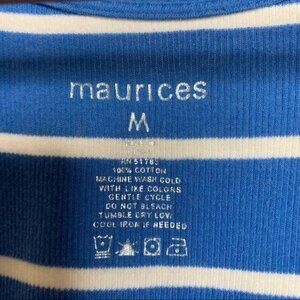 maurices
M
RN 51785
100% COTTON
MACHINE WASH COLD
WITH LIKE COLORS
GENTLE CYCLE
DO NOT BLEACH
TUMBLE DRY LOW
COOL IRON IF NEEDED